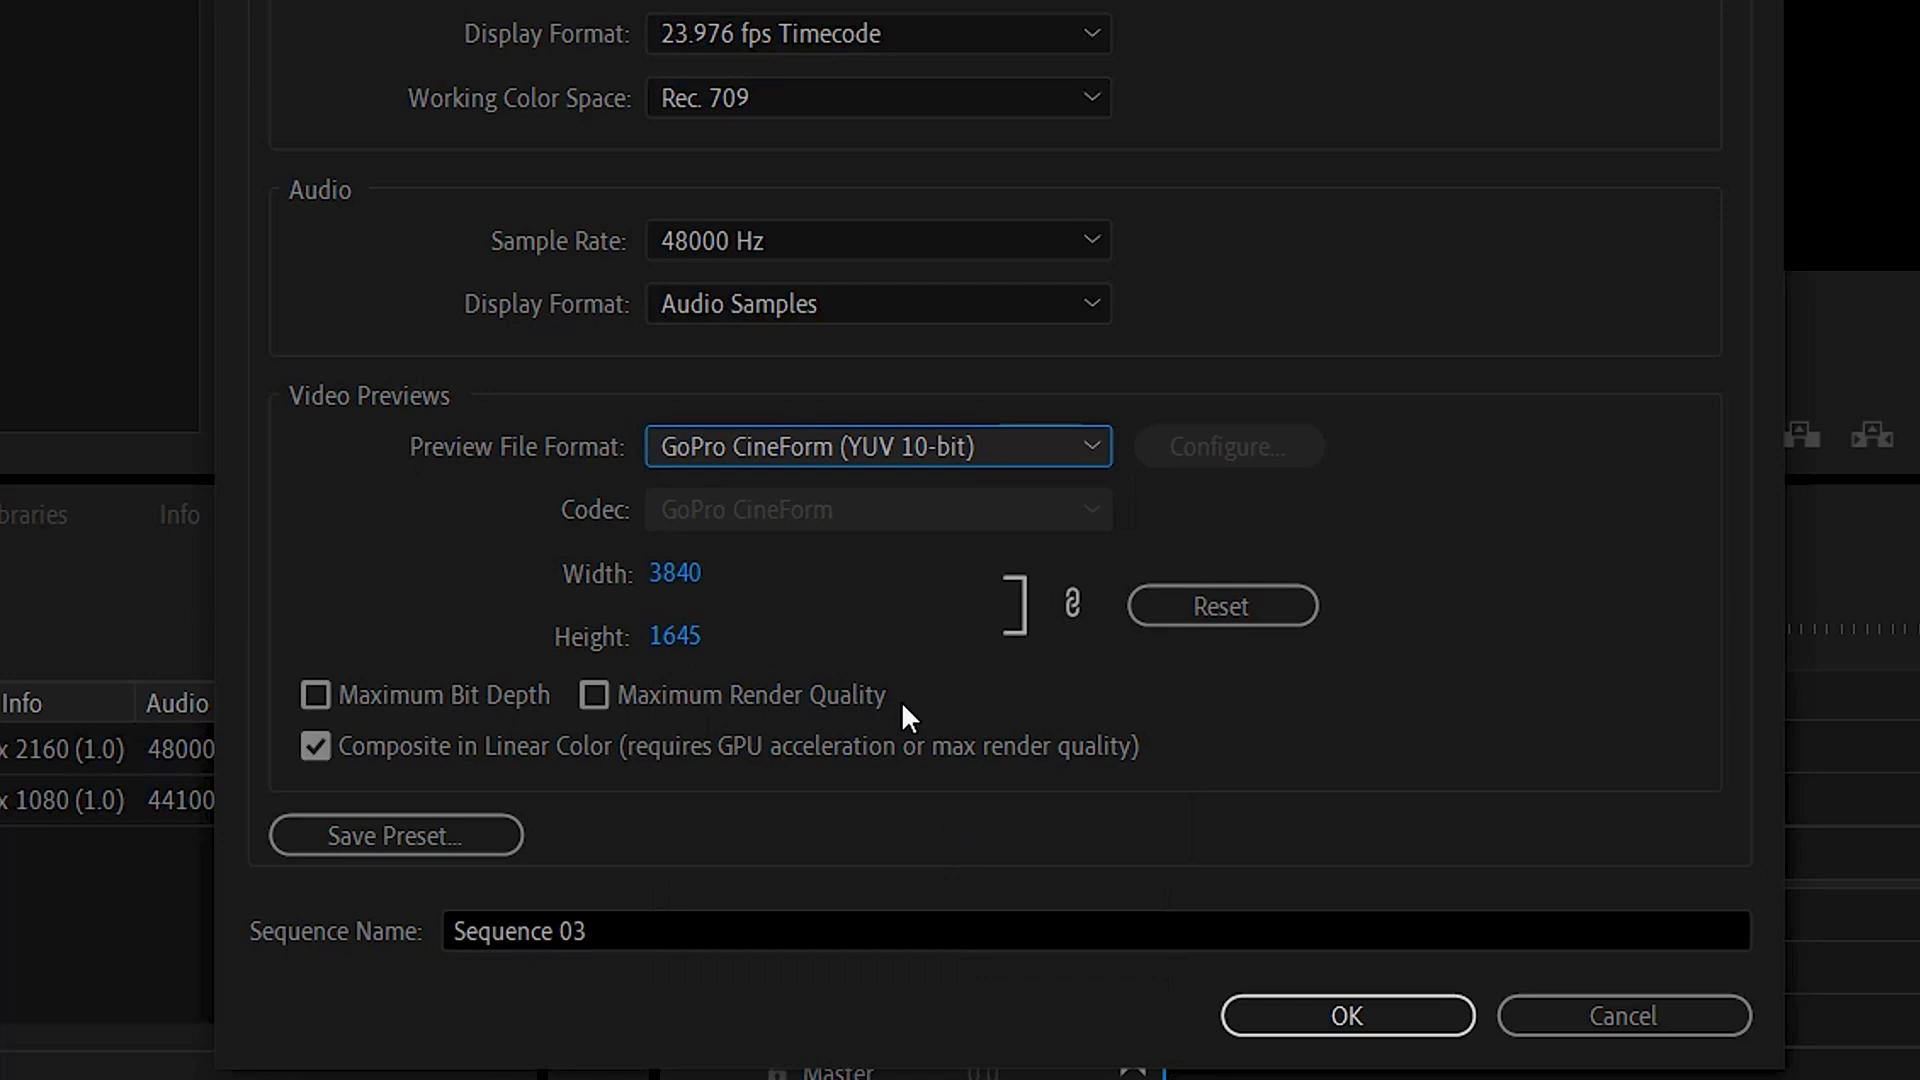 Display Format: 23.976 fps Timecode
Working Color Space: Rec. 709
Audio
Sample Rate: 48000 Hz
Display Format: Audio Samples
Video Previews
Preview File Format: GoPro CineForm (YUV 10-bit) Configure...
Codec: GoPro CineForm
braries Info
Width: 3840
Reset
Height: 1645
Maximum Bit Depth Maximum Render Quality
Info Audio
Composite in Linear Color (requires GPU acceleration or max render quality)
x 2160 (1.0) 48000
x 1080 (1.0) 44100
Save Preset...
Sequence Name: Sequence 03
OK Cancel
Master 0.0